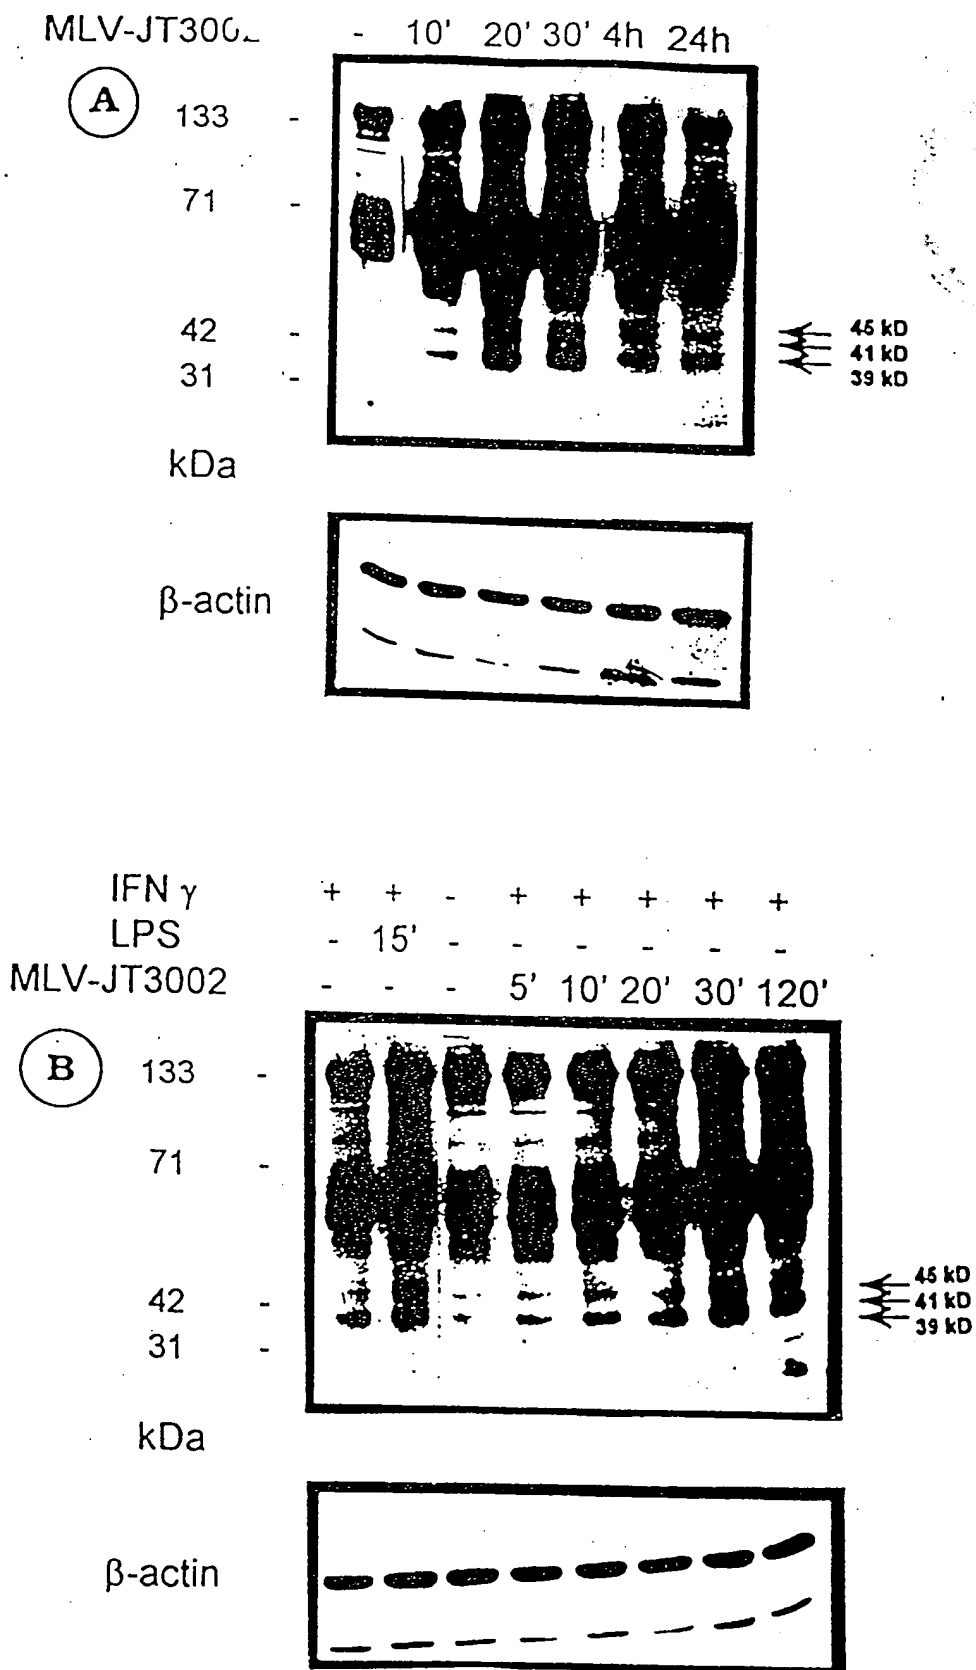 MLV-JT300 - 10' 20' 30' 4h 24h
A
133 -
71 -
42 - 45 kD
41 kD
31 - 39 kD
kDa
β-actin
IFN γ + + - + + + + +
LPS - 15' - - - - - -
MLV-JT3002 - - - 5' 10' 20' 30' 120'
B
133 -
71 -
45 kD
42 - 41 kD
39 kD
31 -
kDa
β-actin